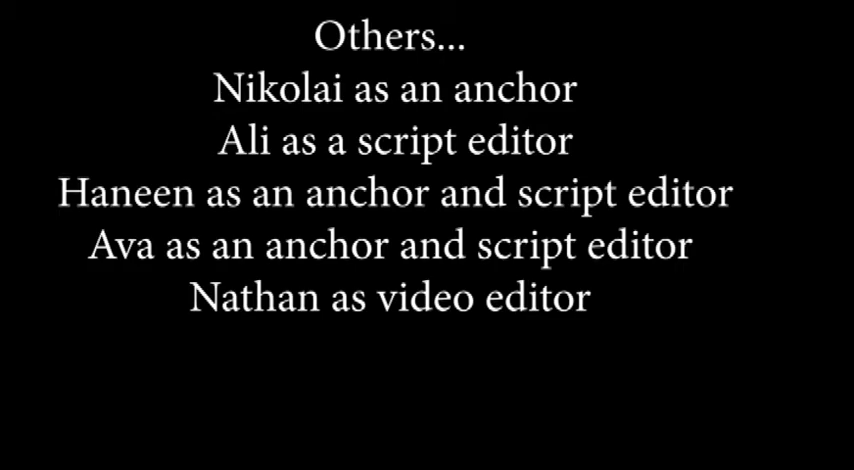 Others...
Nikolai as an anchor
Ali as a script editor
Haneen as an anchor and script editor
Ava as an anchor and script editor
Nathan as video editor